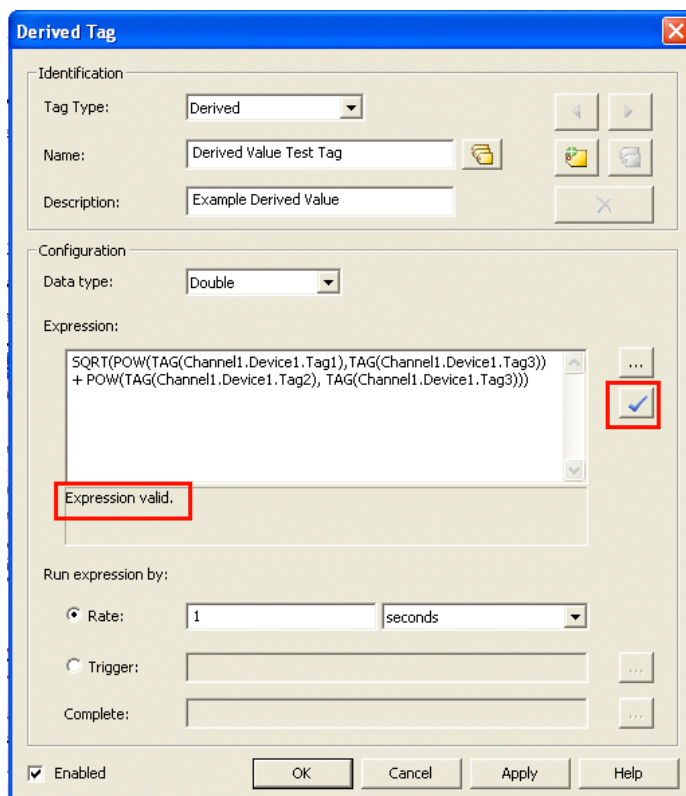 Derived Tag
Identification
Tag Type: Derived
Name: Derived Value Test Tag
Description: Example Derived Value
Configuration
Data type: Double
Expression:
SQRT(POW(TAG(Channel1.Device1.Tag1),TAG(Channel1.Device1.Tag3))
+ POW(TAG(Channel1.Device1.Tag2), TAG(Channel1.Device1.Tag3)))
...
Expression valid.
Run expression by:
Rate: 1 seconds
Trigger: ...
Complete: ...
Enabled OK Cancel Apply Help